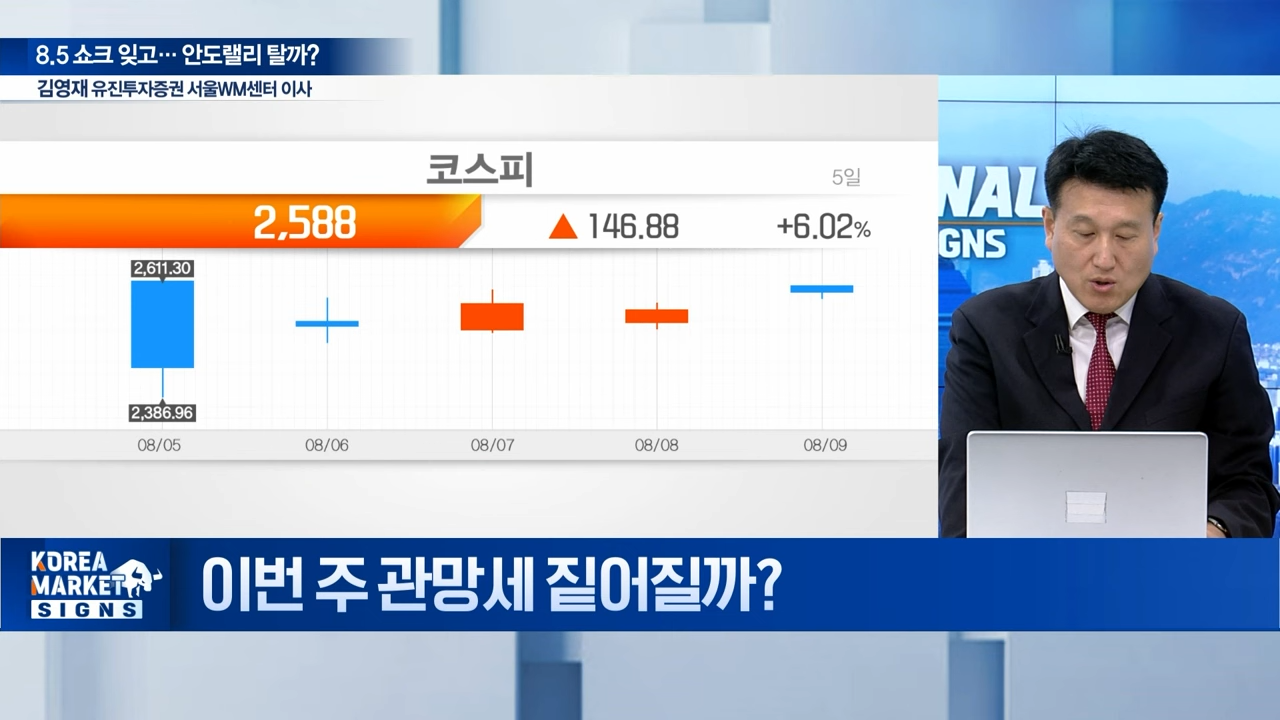 8.5 쇼크 잊고… 안도랠리 탈까?
김영재 유진투자증권 서울WM센터 이사
코스피
5일
2,588 ▲ 146.88 +6.02%
2,611.30
2,386.96
08/05 08/06 08/07 08/08 08/09
NAL
GNS
KOREA
MARKET
SIGNS
이번 주 관망세 짙어질까?